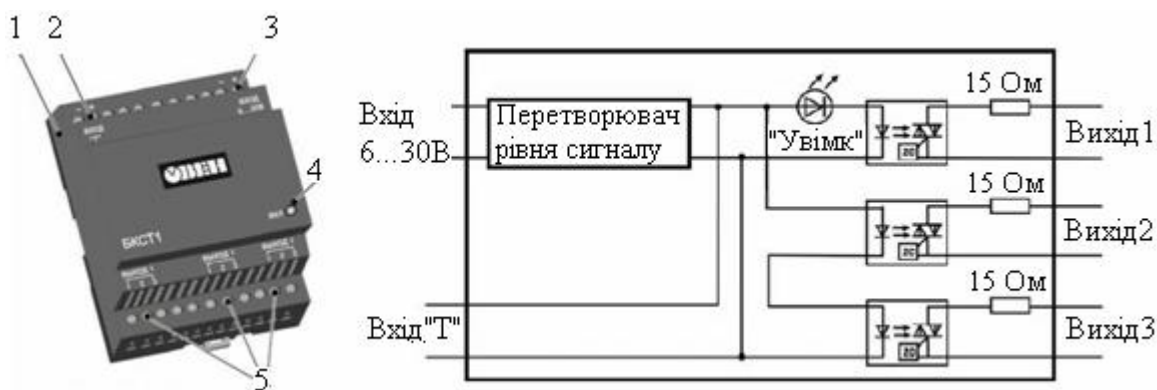 1
2
3
4
5
БКСТ1
Вхід
6...30В
Перетворювач
рівня сигналу
"Увімк"
15 Ом
Вихід1
15 Ом
Вихід2
15 Ом
Вихід3
Вхід"Т"